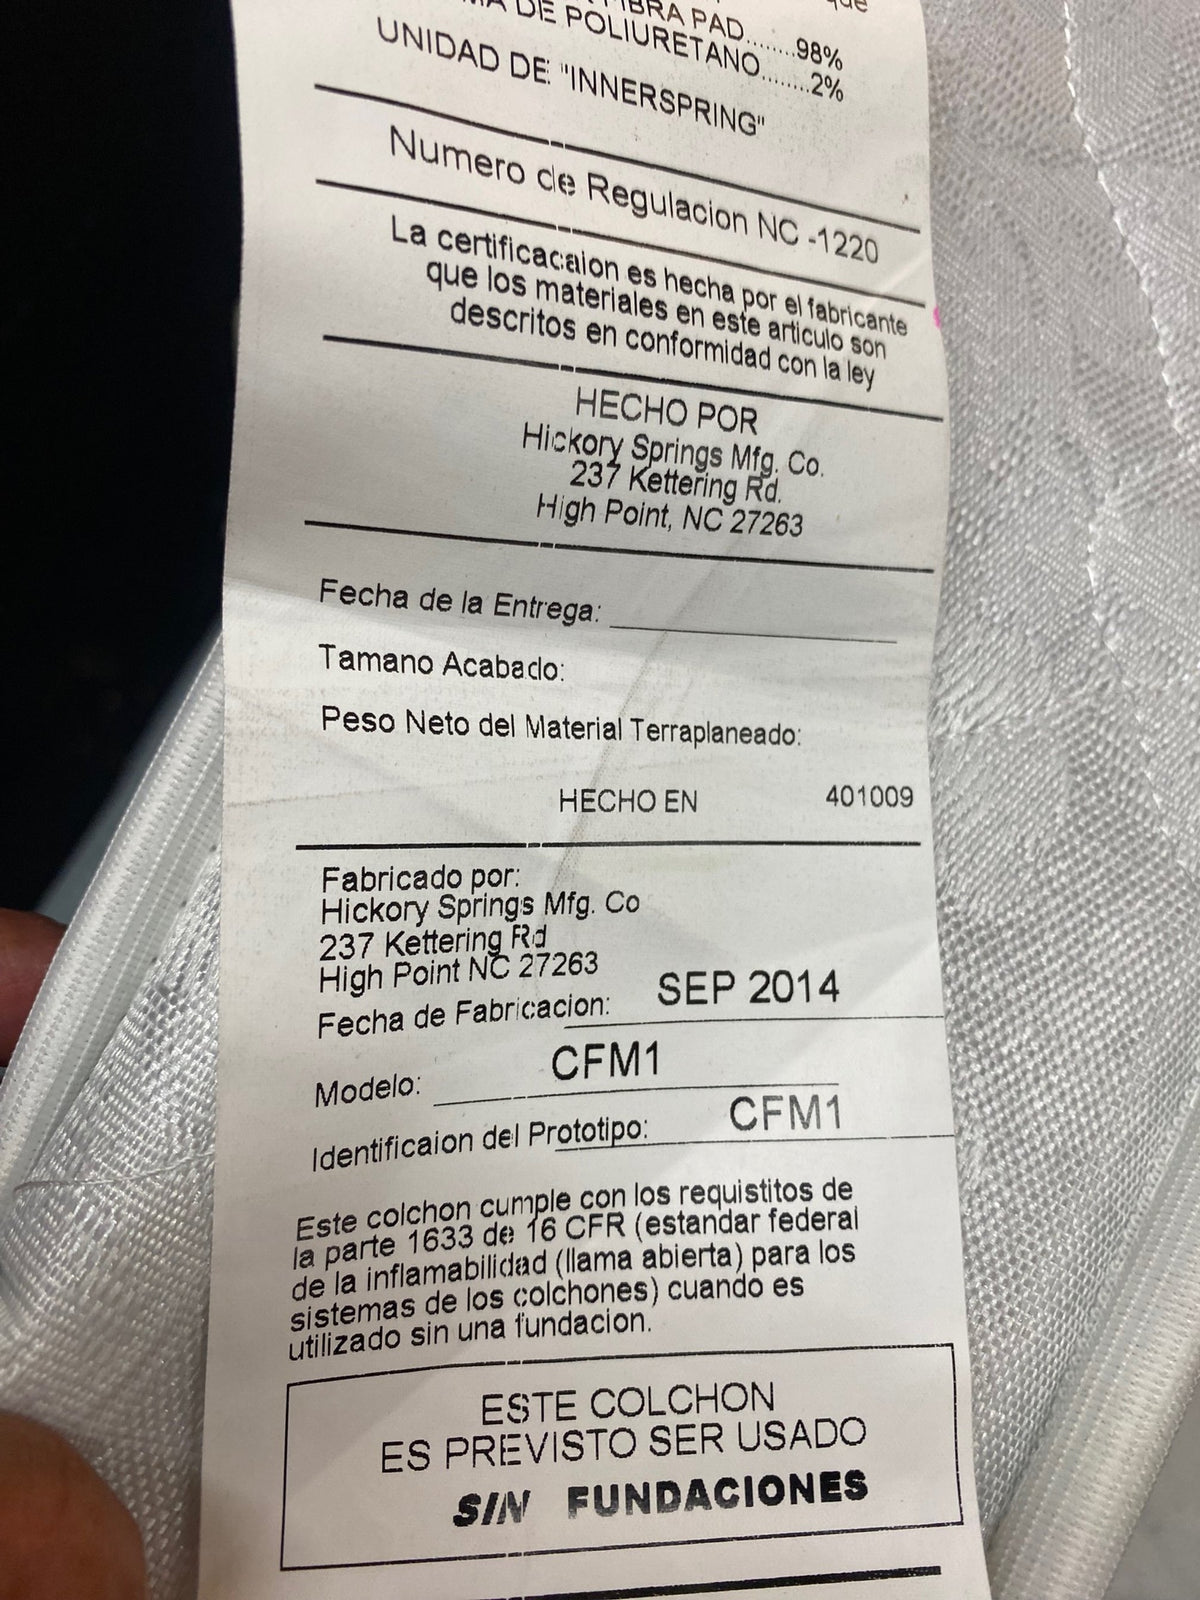 que
FIBRA PAD........98%
MA DE POLIURETANO........2%
UNIDAD DE "INNERSPRING"
Numero de Regulacion NC -1220
La certificacaion es hecha por el fabricante
que los materiales en este articulo son
descritos en conformidad con la ley
HECHO POR
Hickory Springs Mfg. Co.
237 Kettering Rd.
High Point, NC 27263
Fecha de la Entrega:
Tamano Acabado:
Peso Neto del Material Terraplaneado:
HECHO EN 401009
Fabricado por:
Hickory Springs Mfg. Co
237 Kettering Rd
High Point NC 27263
Fecha de Fabricacion: SEP 2014
Modelo: CFM1
Identificaion del Prototipo: CFM1
Este colchon cumple con los requistitos de
la parte 1633 de 16 CFR (estandar federal
de la inflamabilidad (llama abierta) para los
sistemas de los colchones) cuando es
utilizado sin una fundacion.
ESTE COLCHON
ES PREVISTO SER USADO
SIN FUNDACIONES